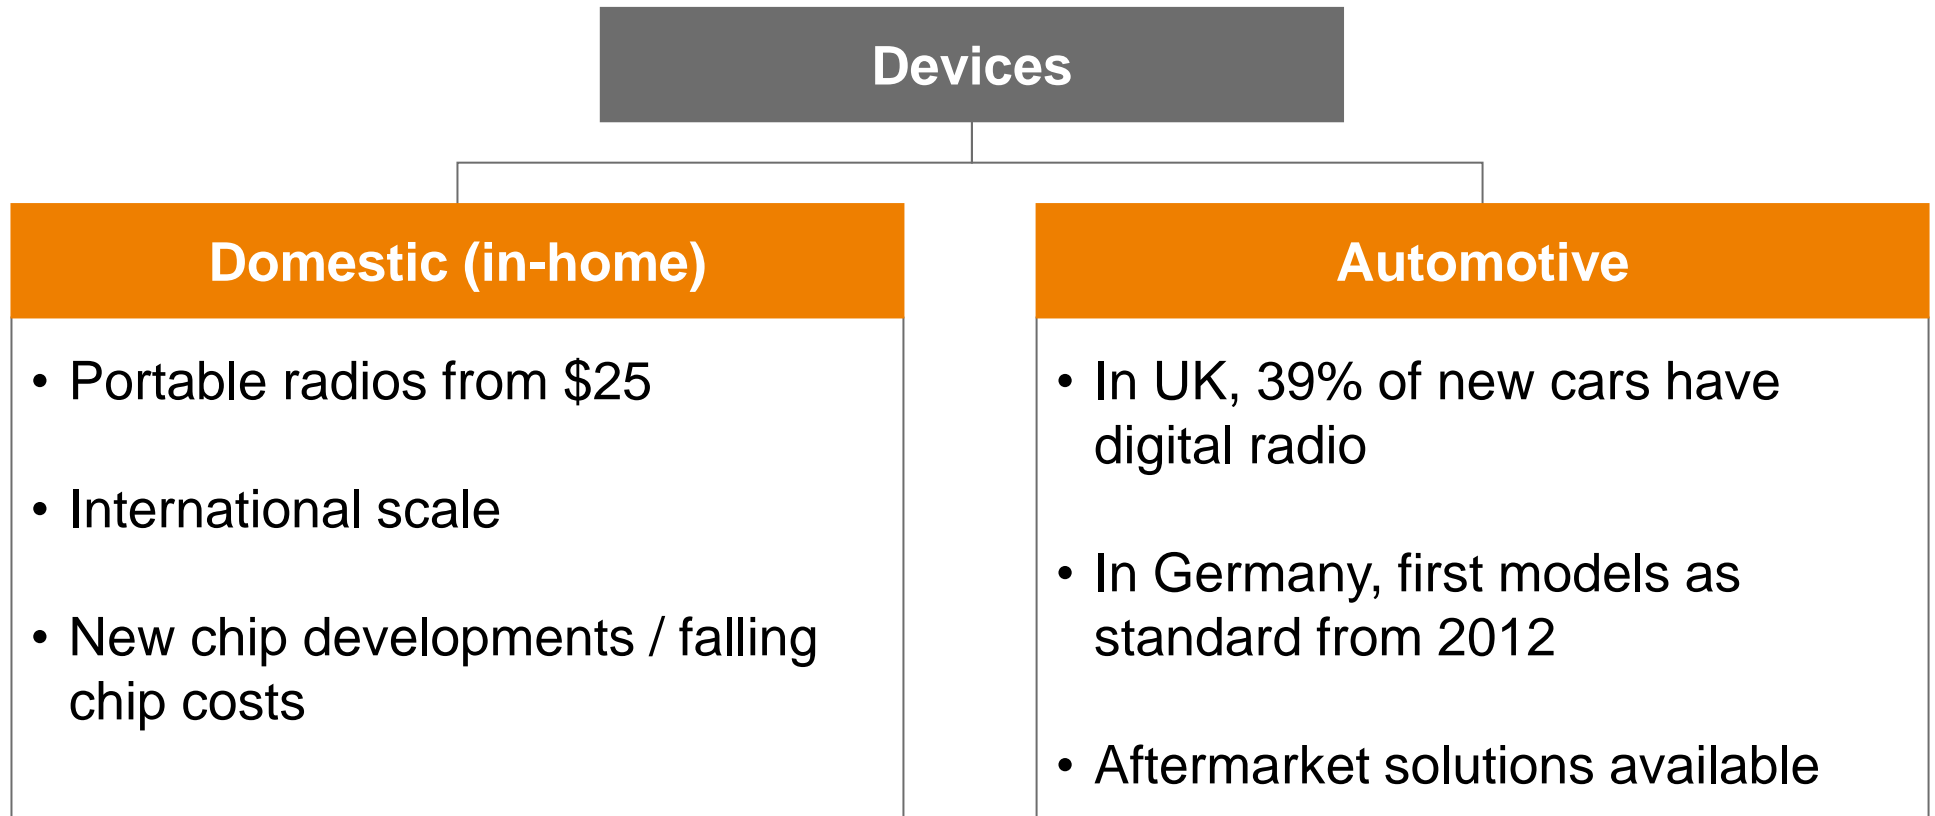 Devices
Domestic (in-home)
• Portable radios from $25
• International scale
• New chip developments / falling
chip costs
Automotive
• In UK, 39% of new cars have
digital radio
• In Germany, first models as
standard from 2012
• Aftermarket solutions available